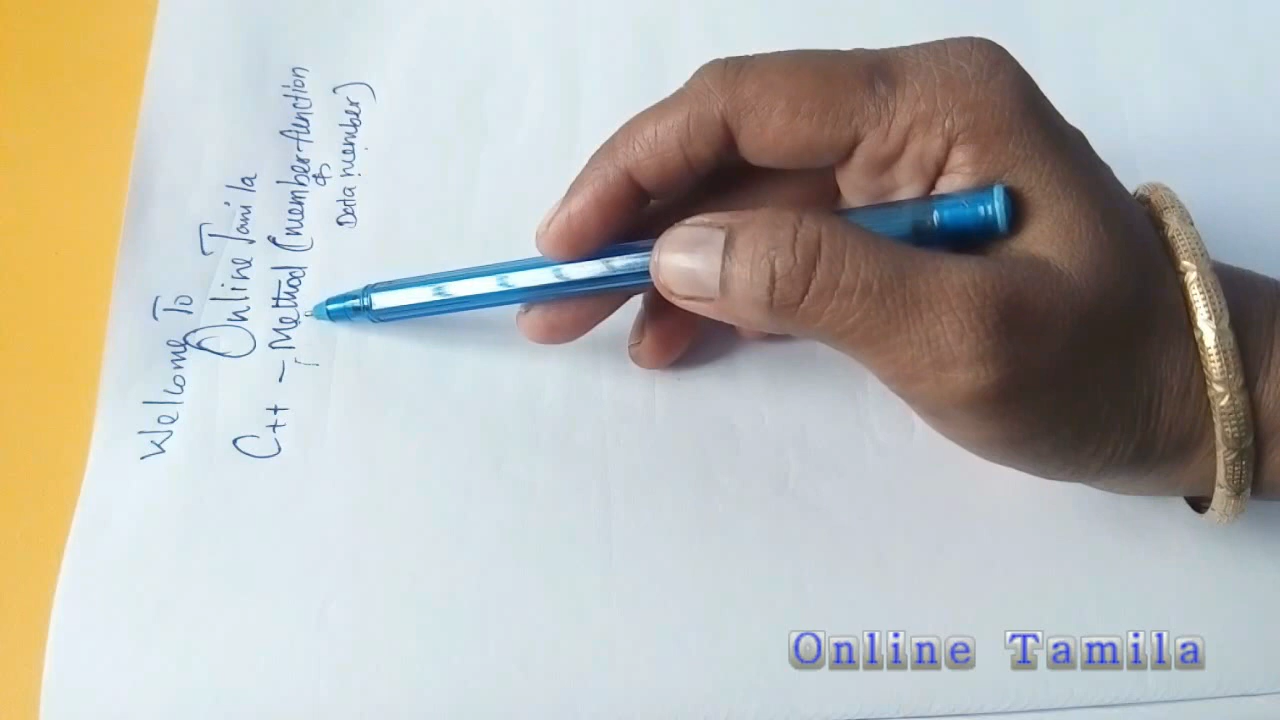 Welcome To
Online Tamila
C++ - Method (member function
&
Data member)
Online Tamila